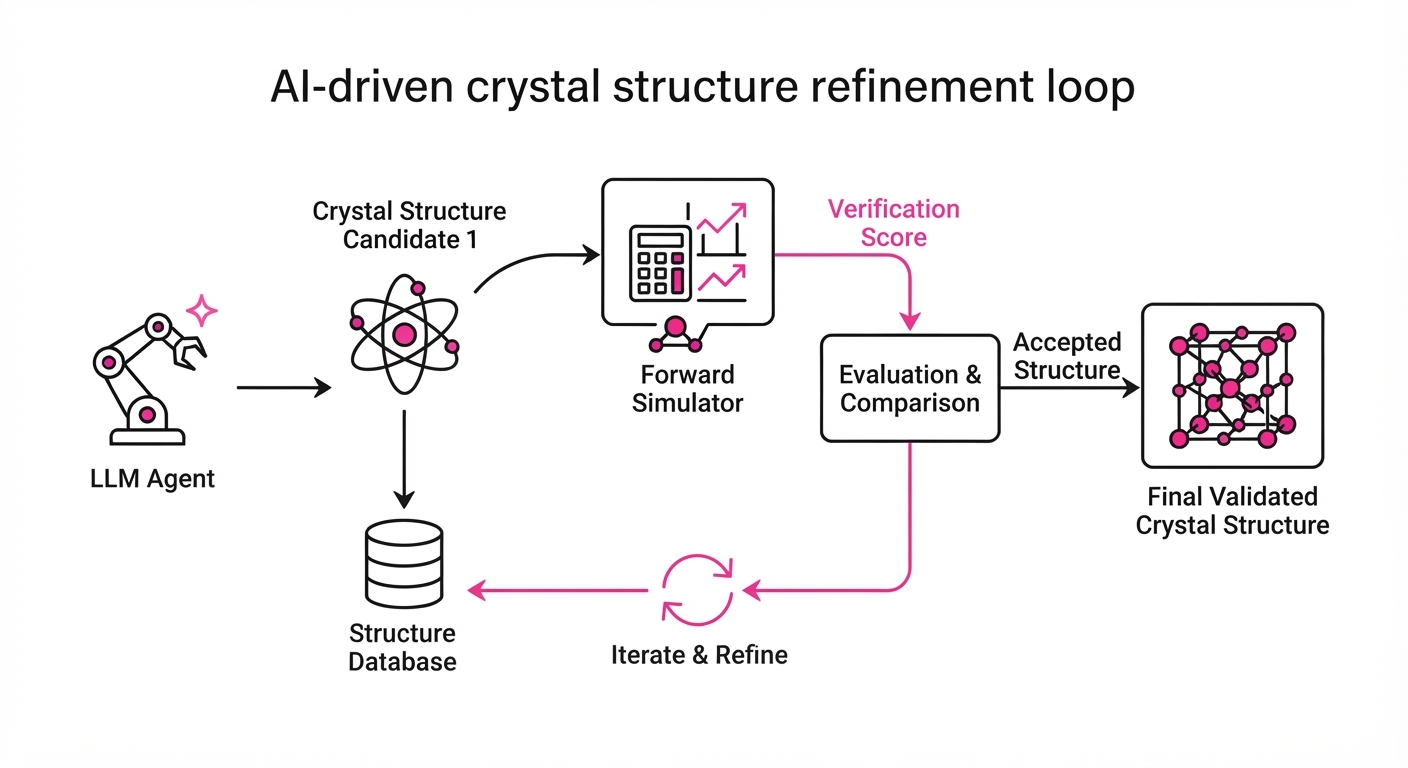 AI-driven crystal structure refinement loop
Crystal Structure
Candidate 1
Verification
Score
LLM Agent
Forward
Simulator
Evaluation &
Comparison
Accepted
Structure
Final Validated
Crystal Structure
Structure
Database
Iterate & Refine